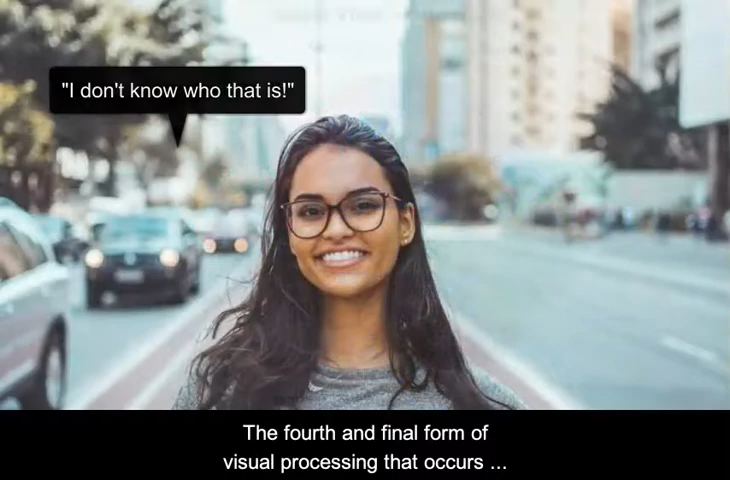 "I don't know who that is!"
The fourth and final form of
visual processing that occurs ...